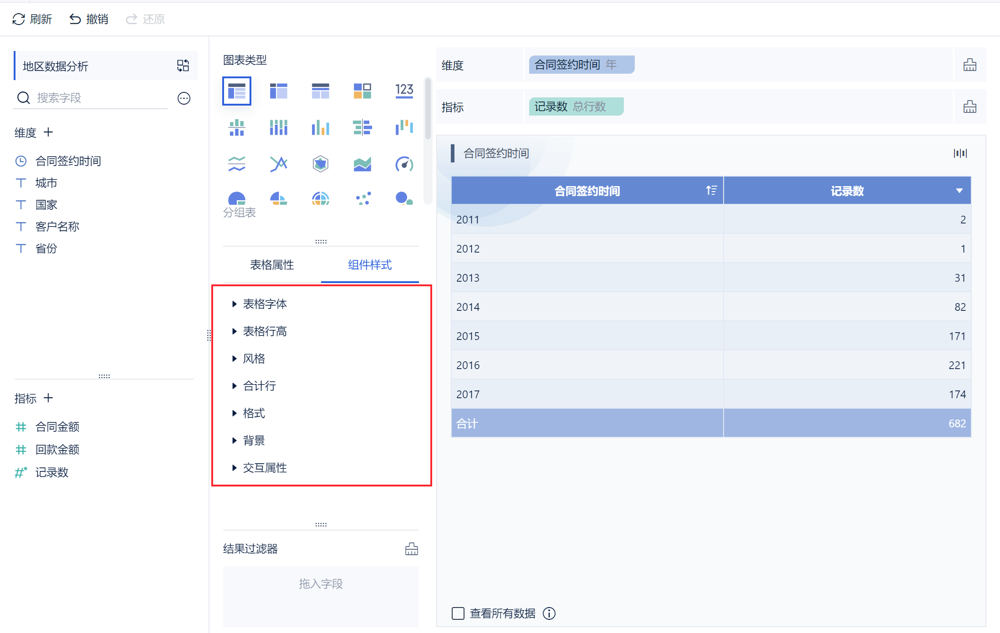 刷新 撤销 还原
地区数据分析
搜索字段
维度
合同签约时间
城市
国家
客户名称
省份
指标
合同金额
回款金额
记录数
图表类型
123
分组表
表格属性 组件样式
表格字体
表格行高
风格
合计行
格式
背景
交互属性
结果过滤器
拖入字段
维度 合同签约时间 年
指标 记录数 总行数
合同签约时间
合同签约时间 记录数
2011 2
2012 1
2013 31
2014 82
2015 171
2016 221
2017 174
合计 682
查看所有数据